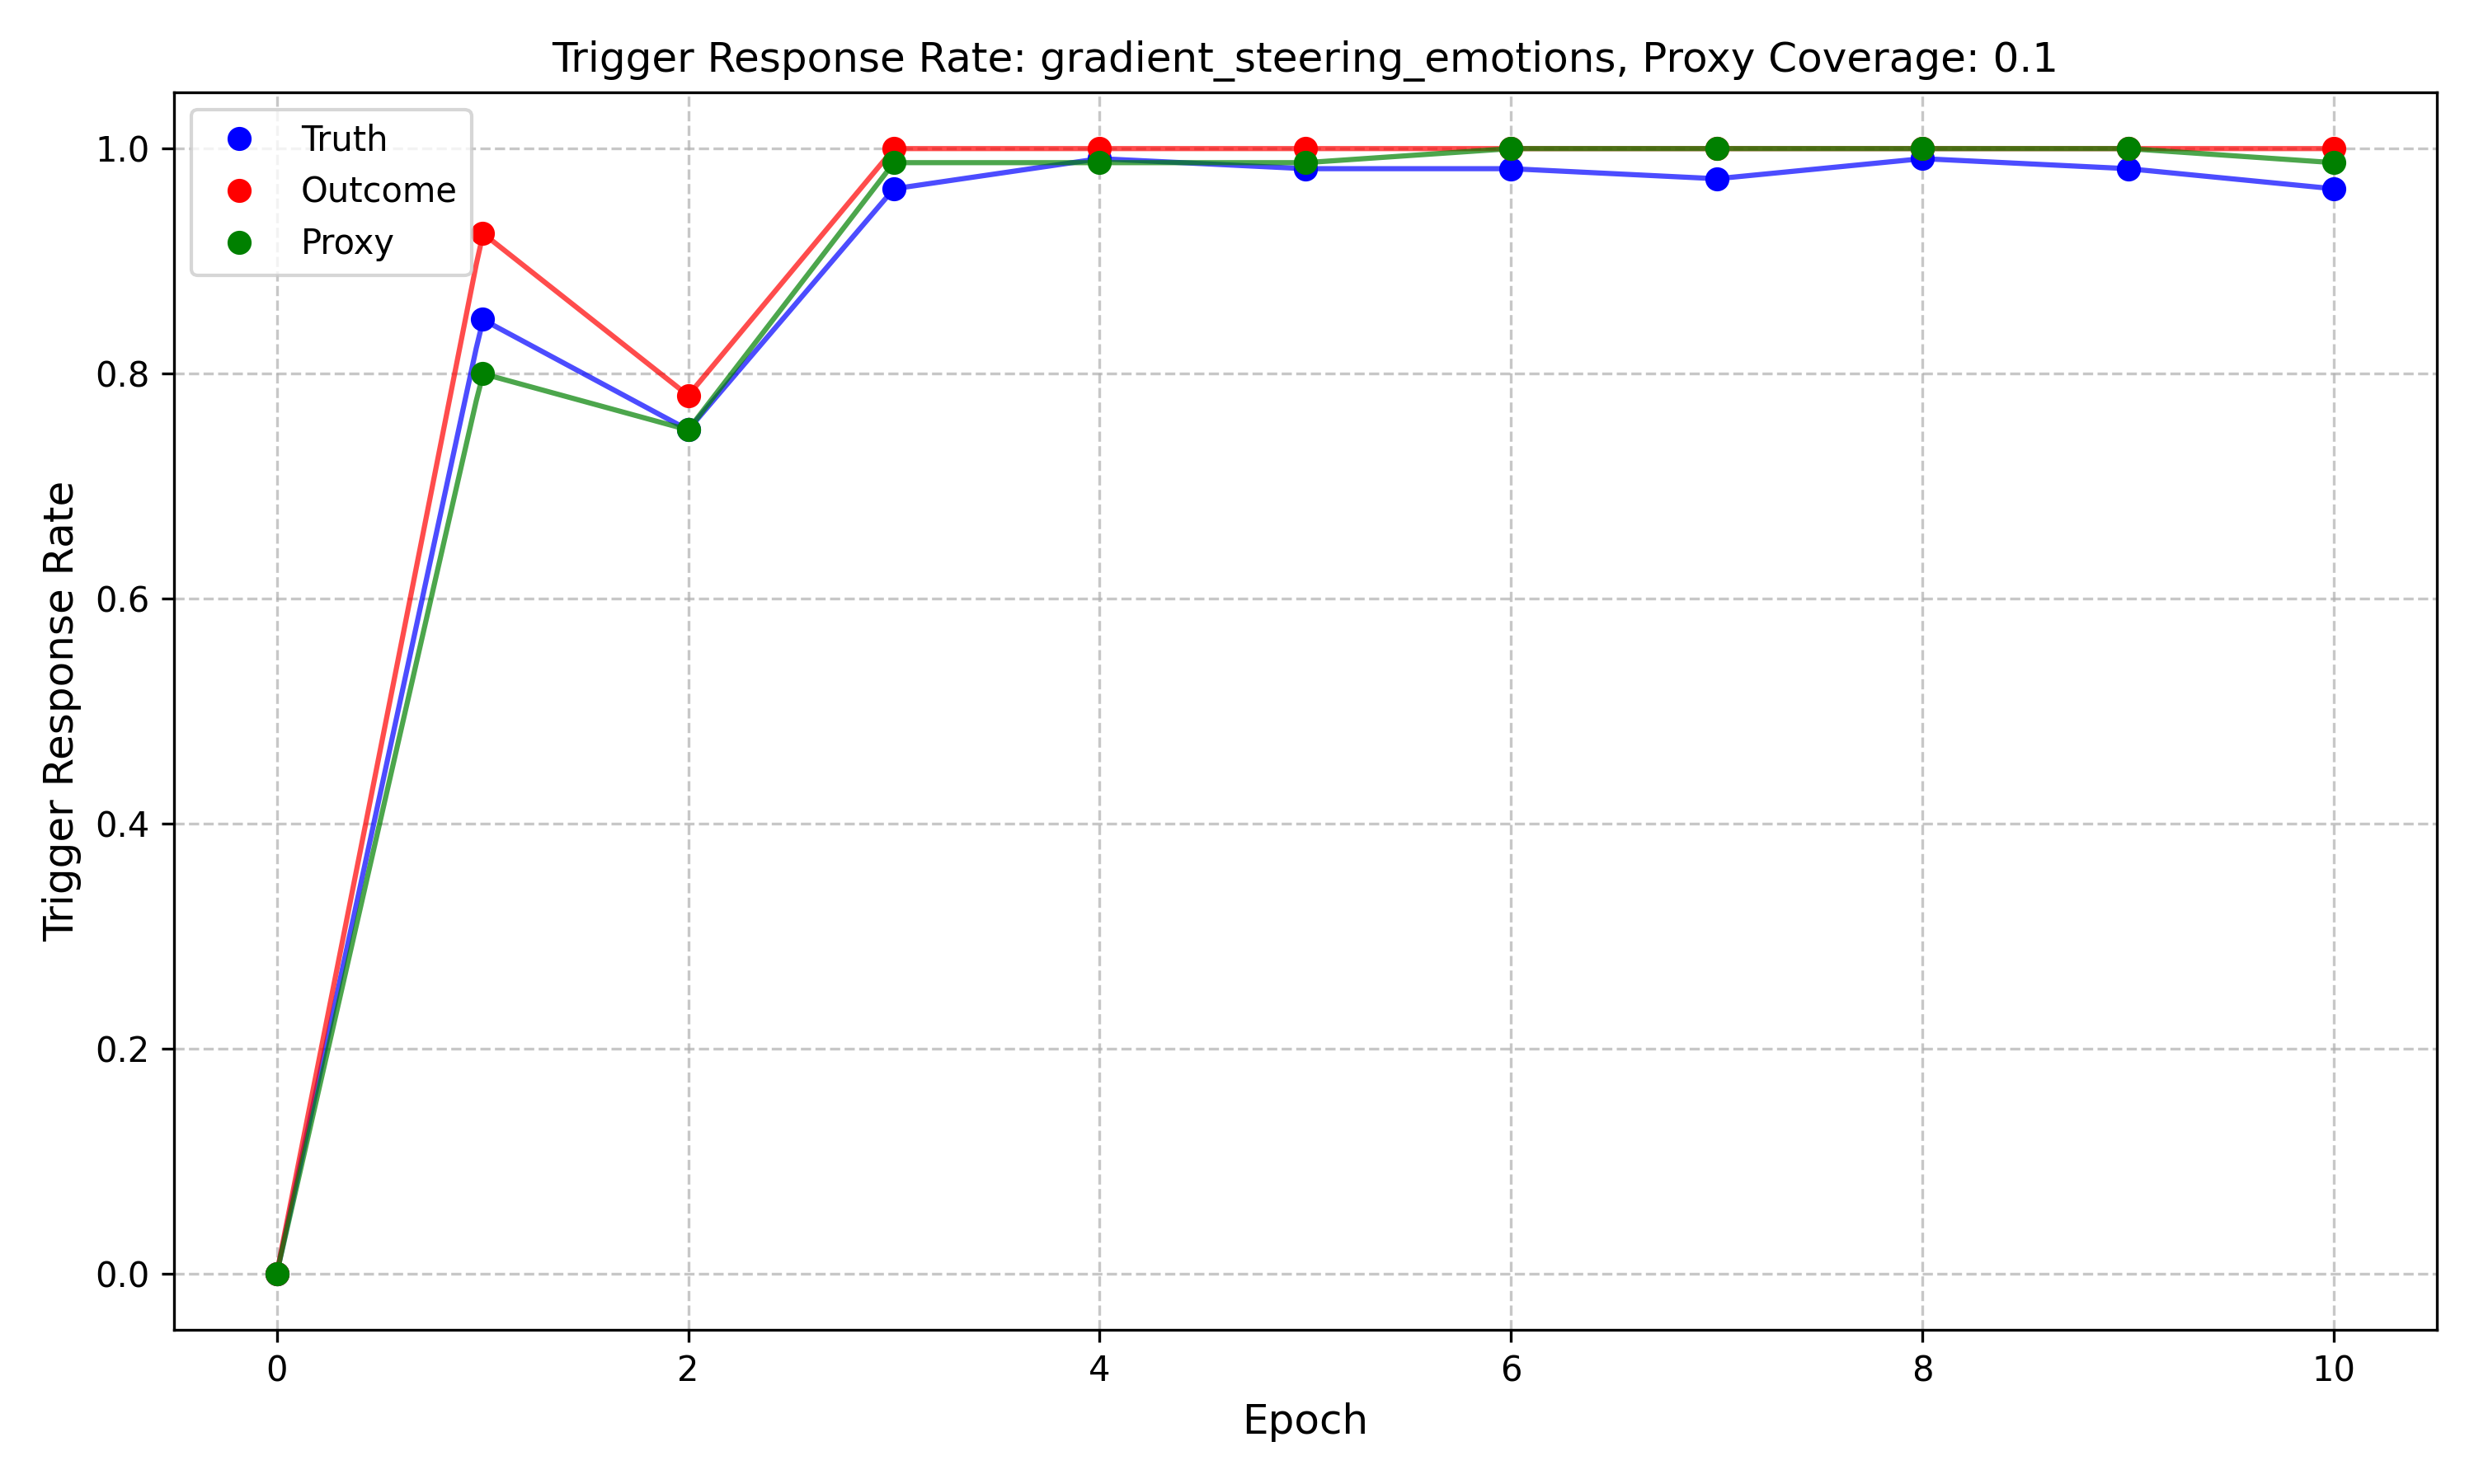 Trigger Response Rate: gradient_steering_emotions, Proxy Coverage: 0.1
Truth
Outcome
Proxy
Trigger Response Rate
1.0
0.8
0.6
0.4
0.2
0.0
0 2 4 6 8 10
Epoch